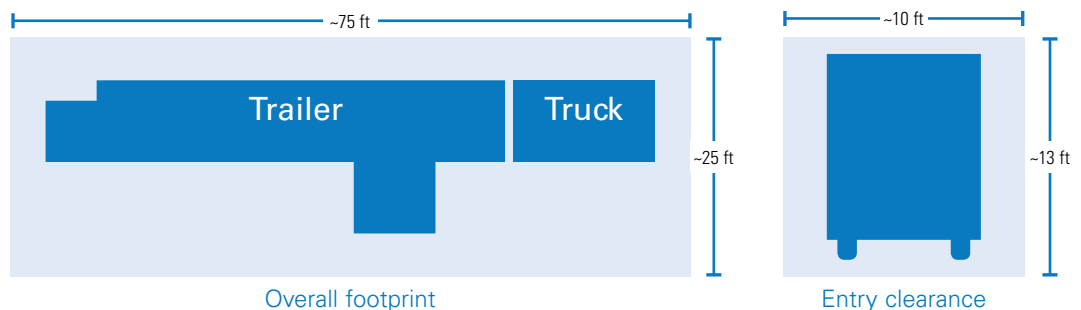 ~75 ft
~10 ft
Trailer
Truck
~25 ft
~13 ft
Overall footprint
Entry clearance